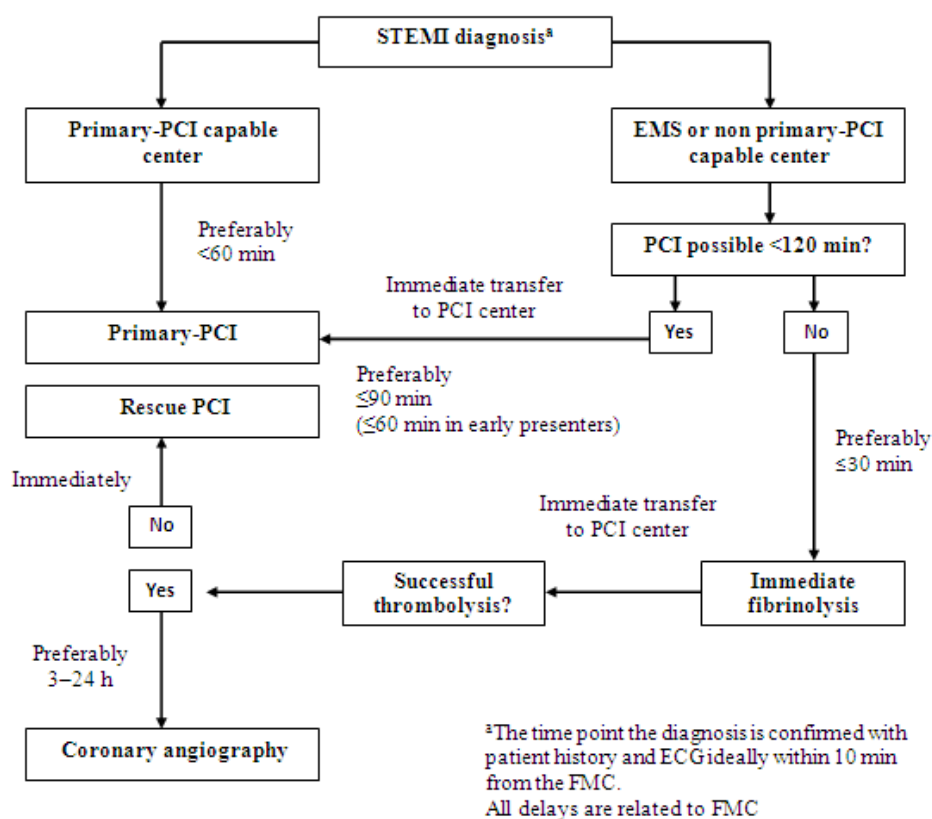 STEMI diagnosisª
Primary-PCI capable
center
EMS or non primary-PCI
capable center
Preferably
<60 min
PCI possible <120 min?
Immediate transfer
to PCI center
Yes
No
Primary-PCI
Preferably
≤90 min
(≤60 min in early presenters)
Rescue PCI
Preferably
≤30 min
Immediately
No
Immediate transfer
to PCI center
Yes
Successful
thrombolysis?
Immediate
fibrinolysis
Preferably
3–24 h
Coronary angiography
ªThe time point the diagnosis is confirmed with
patient history and ECG ideally within 10 min
from the FMC.
All delays are related to FMC